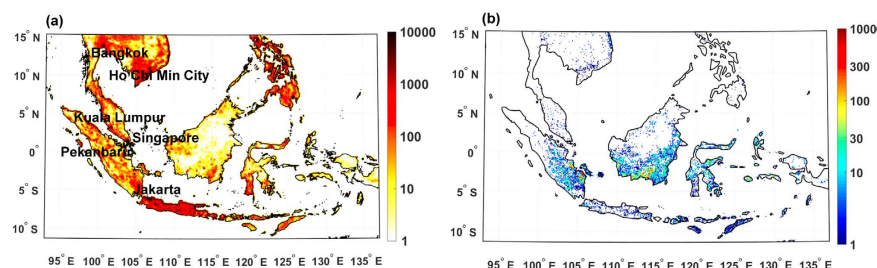 (a)
15° N
10° N
5° N
0°
5° S
10° S
95° E 100° E 105° E 110° E 115° E 120° E 125° E 130° E 135° E
Bangkok
Ho Chi Min City
Kuala Lumpur
Singapore
Pekanbaru
Jakarta
10000
1000
100
10
1
(b)
15° N
10° N
5° N
0°
5° S
10° S
95° E 100° E 105° E 110° E 115° E 120° E 125° E 130° E 135° E
1000
300
100
30
10
1